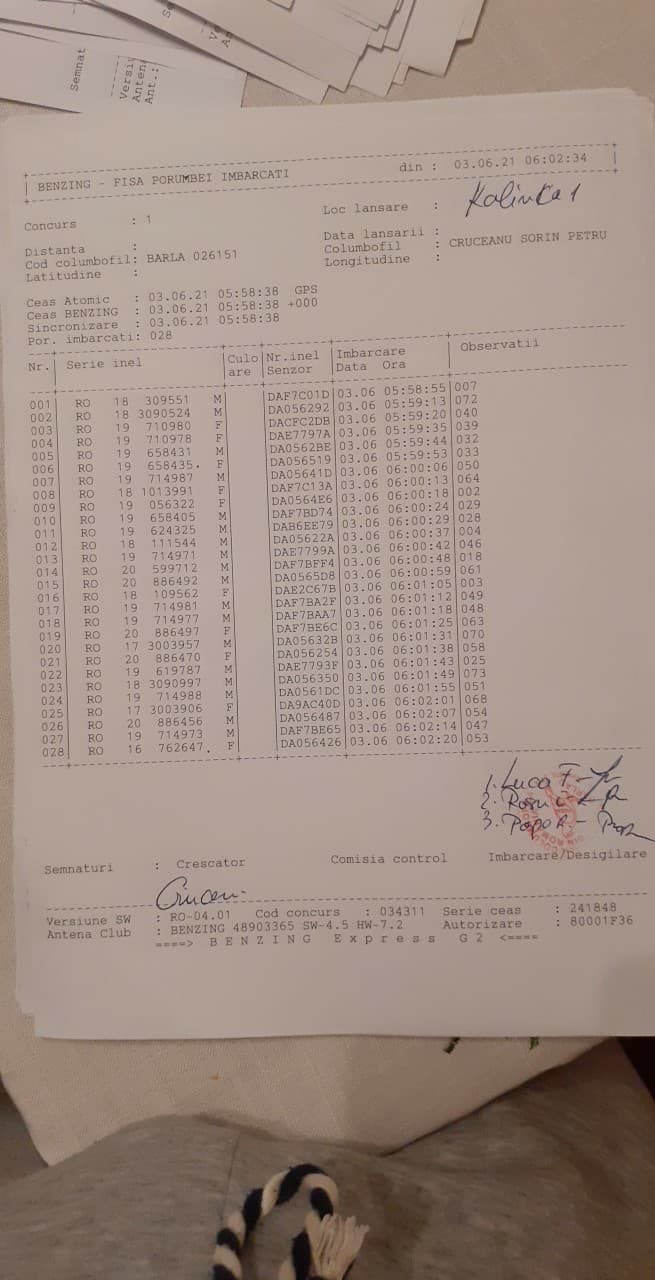 Semnat
Versi
Anten
Ant.:
BENZING - FISA PORUMBEI IMBARCATI din : 03.06.21 06:02:34
Concurs : 1 Loc lansare : Kalinka 1
Data lansarii :
Distanta : Columbofil : CRUCEANU SORIN PETRU
Cod columbofil: BARLA 026151 Longitudine :
Latitudine :
Ceas Atomic : 03.06.21 05:58:38 GPS
Ceas BENZING : 03.06.21 05:58:38 +000
Sincronizare : 03.06.21 05:58:38
Por. imbarcati: 028
Nr. Serie inel Culo Nr.inel Imbarcare Observatii
are Senzor Data Ora
001 RO 18 309551 M DAF7C01D 03.06 05:58:55 007
002 RO 18 3090524 M DA056292 03.06 05:59:13 072
003 RO 19 710980 F DACFC2DB 03.06 05:59:20 040
004 RO 19 710978 F DAE7797A 03.06 05:59:35 039
005 RO 19 658431 M DA0562BE 03.06 05:59:44 032
006 RO 19 658435. F DA056519 03.06 05:59:53 033
007 RO 19 714987 M DA05641D 03.06 06:00:06 050
008 RO 18 1013991 F DAF7C13A 03.06 06:00:13 064
009 RO 19 056322 F DA0564E6 03.06 06:00:18 002
010 RO 19 658405 M DAF7BD74 03.06 06:00:24 029
011 RO 19 624325 M DAB6EE79 03.06 06:00:29 028
012 RO 18 111544 M DA05622A 03.06 06:00:37 004
013 RO 19 714971 M DAE7799A 03.06 06:00:42 046
014 RO 20 599712 M DAF7BFF4 03.06 06:00:48 018
015 RO 20 886492 M DA0565D8 03.06 06:00:59 061
016 RO 18 109562 F DAE2C67B 03.06 06:01:05 003
017 RO 19 714981 M DAF7BA2F 03.06 06:01:12 049
018 RO 19 714977 M DAF7BAA7 03.06 06:01:18 048
019 RO 20 886497 F DAF7BE6C 03.06 06:01:25 063
020 RO 17 3003957 M DA05632B 03.06 06:01:31 070
021 RO 20 886470 F DA056254 03.06 06:01:38 058
022 RO 19 619787 M DAE7793F 03.06 06:01:43 025
023 RO 18 3090997 M DA056350 03.06 06:01:49 073
024 RO 19 714988 M DA0561DC 03.06 06:01:55 051
025 RO 17 3003906 F DA9AC40D 03.06 06:02:01 068
026 RO 20 886456 M DA056487 03.06 06:02:07 054
027 RO 19 714973 M DAF7BE65 03.06 06:02:14 047
028 RO 16 762647. F DA056426 03.06 06:02:20 053
1. Luca F -
2.
3. Popo
Semnaturi : Crescator Comisia control Imbarcare/Desigilare
Versiune SW : RO-04.01 Cod concurs : 034311 Serie ceas : 241848
Antena Club : BENZING 48903365 SW-4.5 HW-7.2 Autorizare : 80001F36
====> B E N Z I N G E x p r e s s G 2 <====